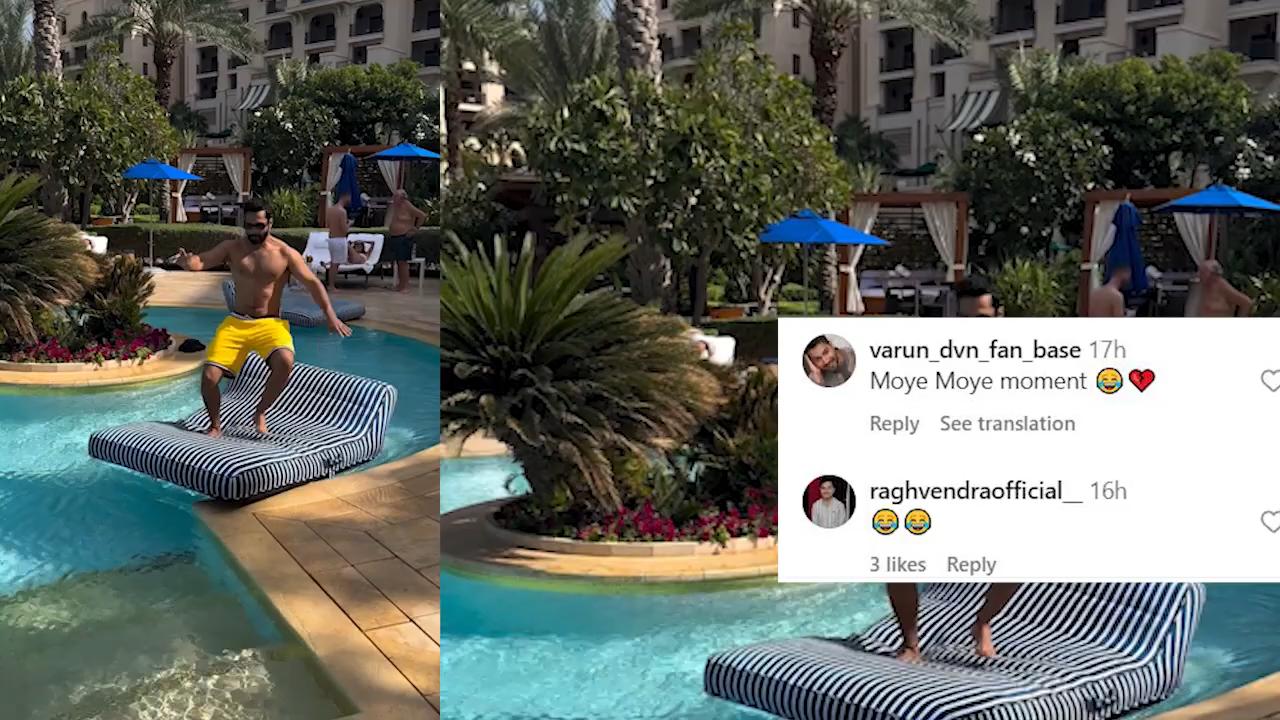 varun_dvn_fan_base 17h
Moye Moye moment 😂💔
Reply See translation
raghvendraofficial__ 16h
😂😂
3 likes Reply